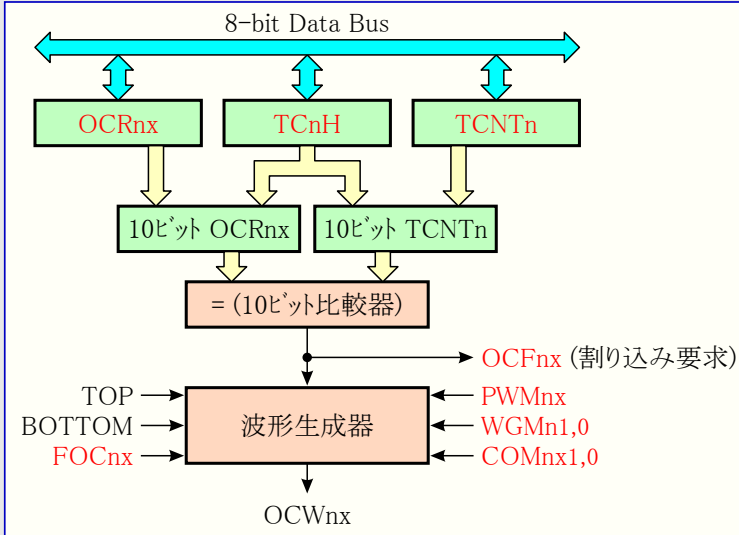 8-bit Data Bus
OCRnx
TCnH
TCNTn
10ﾋﾞｯﾄ OCRnx
10ﾋﾞｯﾄ TCNTn
= (10ﾋﾞｯﾄ比較器)
OCFnx (割り込み要求)
TOP
BOTTOM
FOCnx
波形生成器
PWMnx
WGMn1,0
COMnx1,0
OCWnx